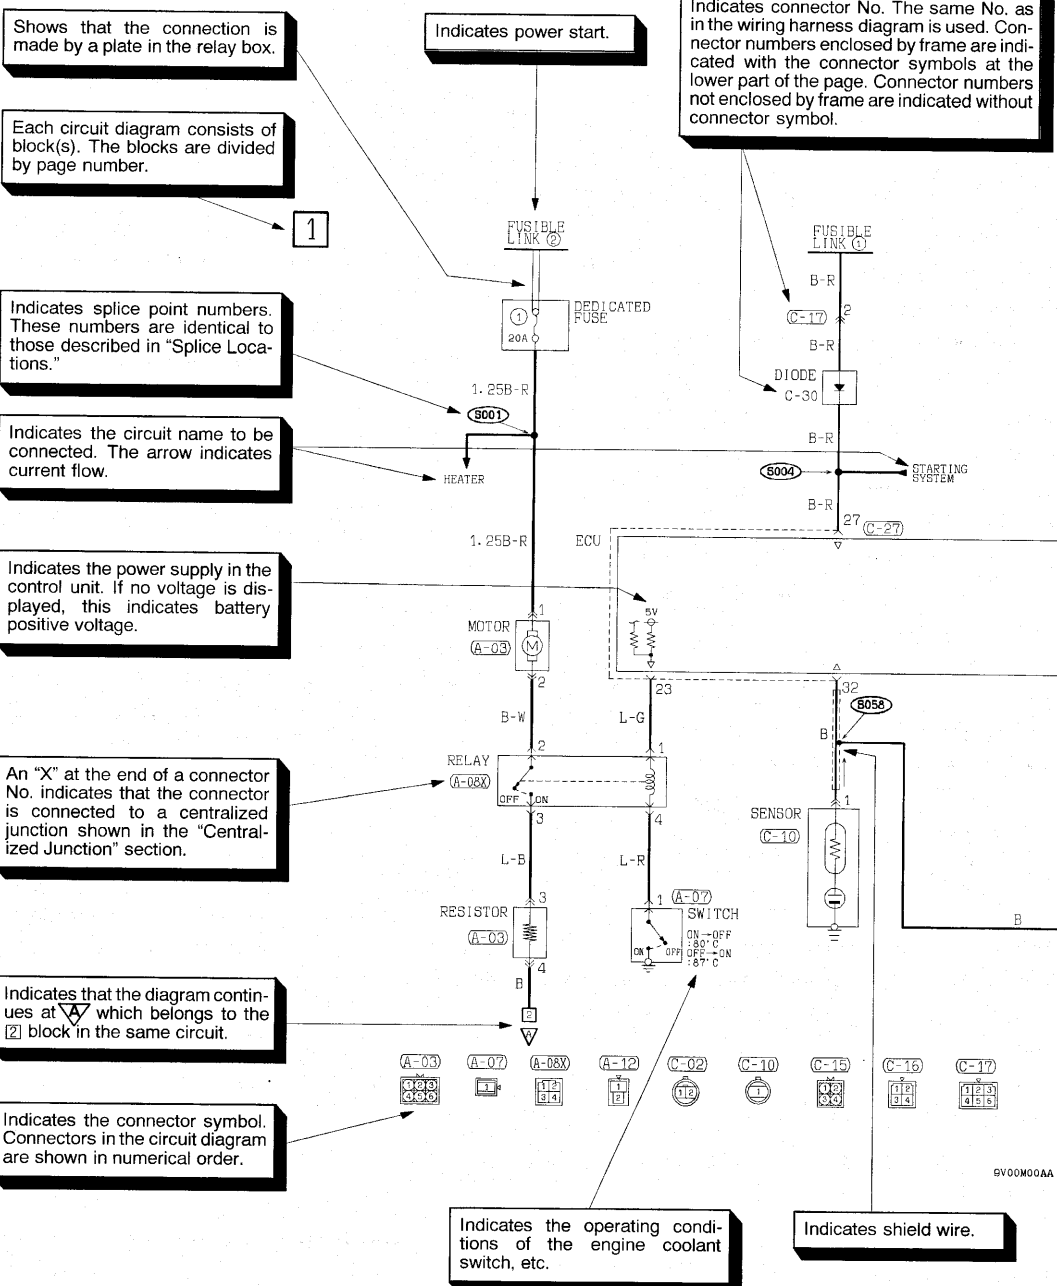 Shows that the connection is
made by a plate in the relay box.
Indicates power start.
Indicates connector No. The same No. as
in the wiring harness diagram is used. Con-
nector numbers enclosed by frame are indi-
cated with the connector symbols at the
lower part of the page. Connector numbers
not enclosed by frame are indicated without
connector symbol.
Each circuit diagram consists of
block(s). The blocks are divided
by page number.
1
FUSIBLE
LINK ②
FUSIBLE
LINK ①
B-R
2
C-17
B-R
DIODE
C-30
B-R
S004
STARTING
SYSTEM
B-R
27
C-27
Indicates splice point numbers.
These numbers are identical to
those described in “Splice Loca-
tions.”
①
20A
DEDICATED
FUSE
1.25B-R
S001
HEATER
Indicates the circuit name to be
connected. The arrow indicates
current flow.
1.25B-R
ECU
Indicates the power supply in the
control unit. If no voltage is dis-
played, this indicates battery
positive voltage.
5V
1
MOTOR
A-03
M
2
23
32
S058
B-W
L-G
B
An “X” at the end of a connector
No. indicates that the connector
is connected to a centralized
junction shown in the “Central-
ized Junction” section.
2
1
RELAY
A-08X
OFF
ON
3
4
1
SENSOR
C-10
L-B
L-R
3
RESISTOR
A-03
4
1
A-07
SWITCH
ON
OFF
ON→OFF
:80°C
OFF→ON
:87°C
B
B
2
A
Indicates that the diagram contin-
ues at A which belongs to the
2 block in the same circuit.
A-03
A-07
A-08X
A-12
C-02
C-10
C-15
C-16
C-17
1 2 3
4 5 6
1
1 2
3 4
1
2
1 2
1
1 2
3 4
1 2
3 4
1 2 3
4 5 6
Indicates the connector symbol.
Connectors in the circuit diagram
are shown in numerical order.
9V00M00AA
Indicates the operating condi-
tions of the engine coolant
switch, etc.
Indicates shield wire.